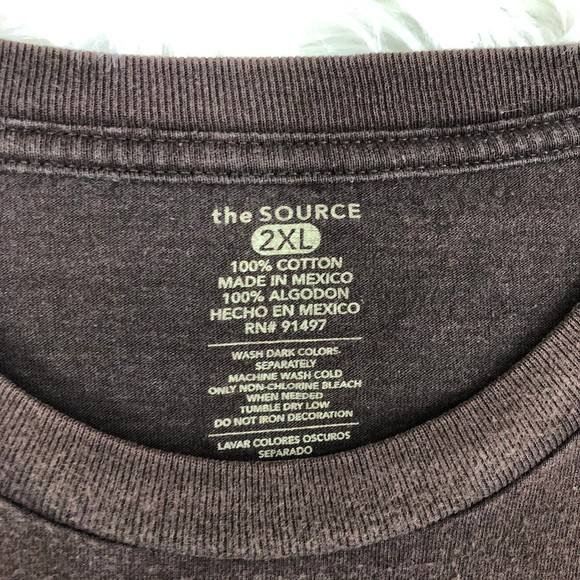 the SOURCE
2XL
100% COTTON
MADE IN MEXICO
100% ALGODON
HECHO EN MEXICO
RN# 91497
WASH DARK COLORS
SEPARATELY
MACHINE WASH COLD
ONLY NON-CHLORINE BLEACH
WHEN NEEDED
TUMBLE DRY LOW
DO NOT IRON DECORATION
LAVAR COLORES OSCUROS
SEPARADO